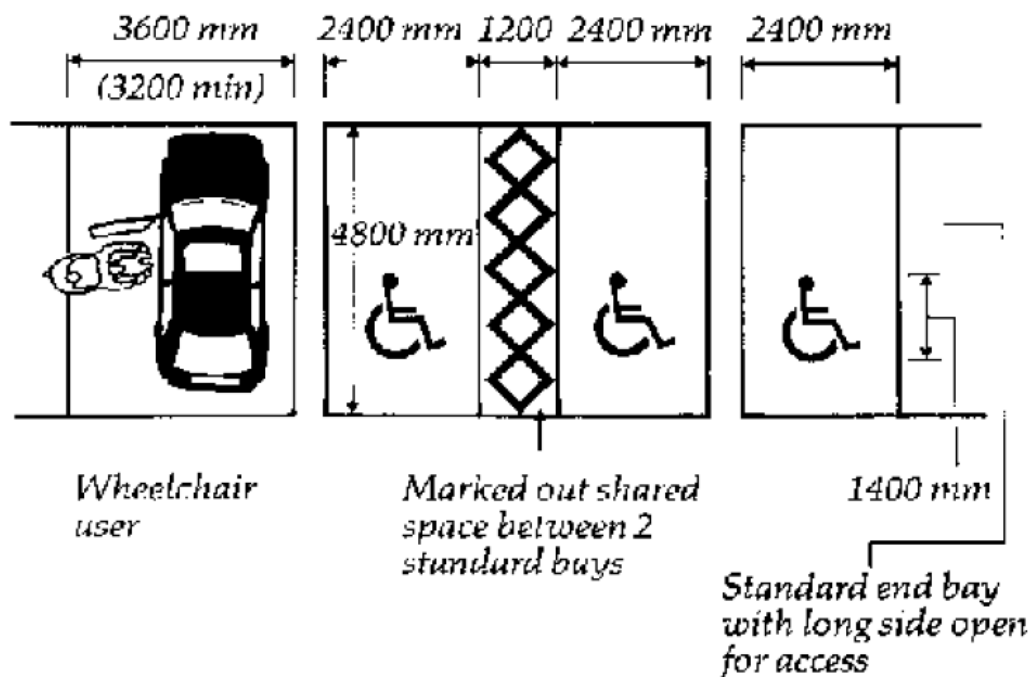 3600 mm
(3200 min)
2400 mm 1200 2400 mm
2400 mm
4800 mm
Wheelchair
user
Marked out shared
space between 2
standard buys
1400 mm
Standard end bay
with long side open
for access